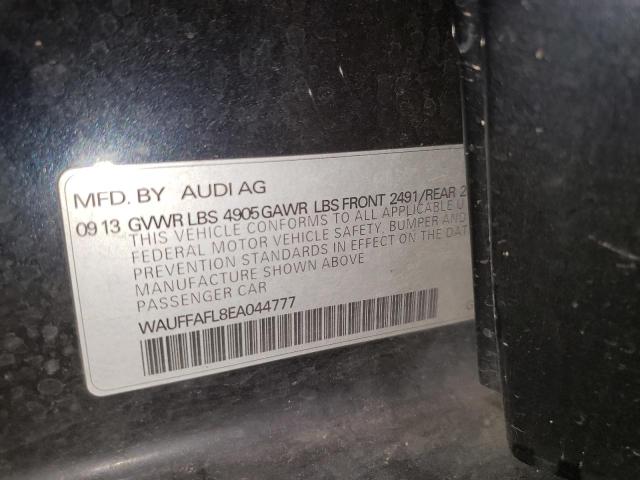 MFD. BY AUDI AG
09 13 GVWR LBS 4905 GAWR LBS FRONT 2491/REAR 2
THIS VEHICLE CONFORMS TO ALL APPLICABLE U
FEDERAL MOTOR VEHICLE SAFETY, BUMPER, AND
PREVENTION STANDARDS IN EFFECT ON THE DAT
MANUFACTURE SHOWN ABOVE
PASSENGER CAR
WAUFFAFL8EA044777